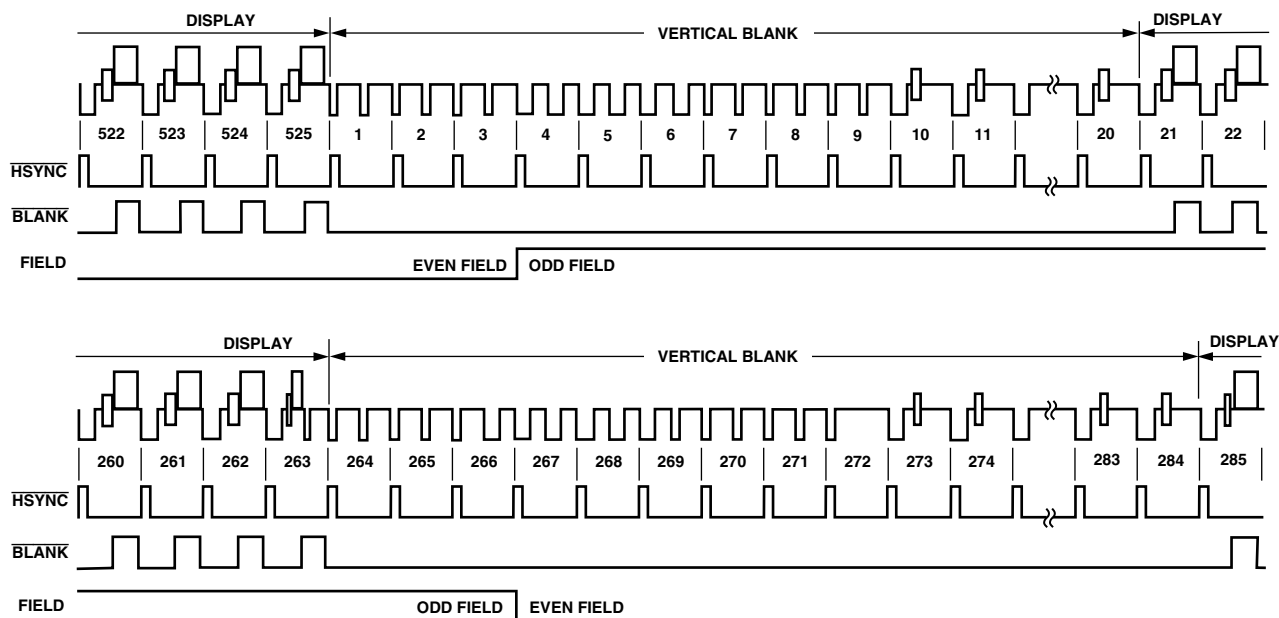 DISPLAY
VERTICAL BLANK
DISPLAY
522 523 524 525 1 2 3 4 5 6 7 8 9 10 11 20 21 22
HSYNC
BLANK
FIELD
EVEN FIELD ODD FIELD
DISPLAY
VERTICAL BLANK
DISPLAY
260 261 262 263 264 265 266 267 268 269 270 271 272 273 274 283 284 285
HSYNC
BLANK
FIELD
ODD FIELD EVEN FIELD